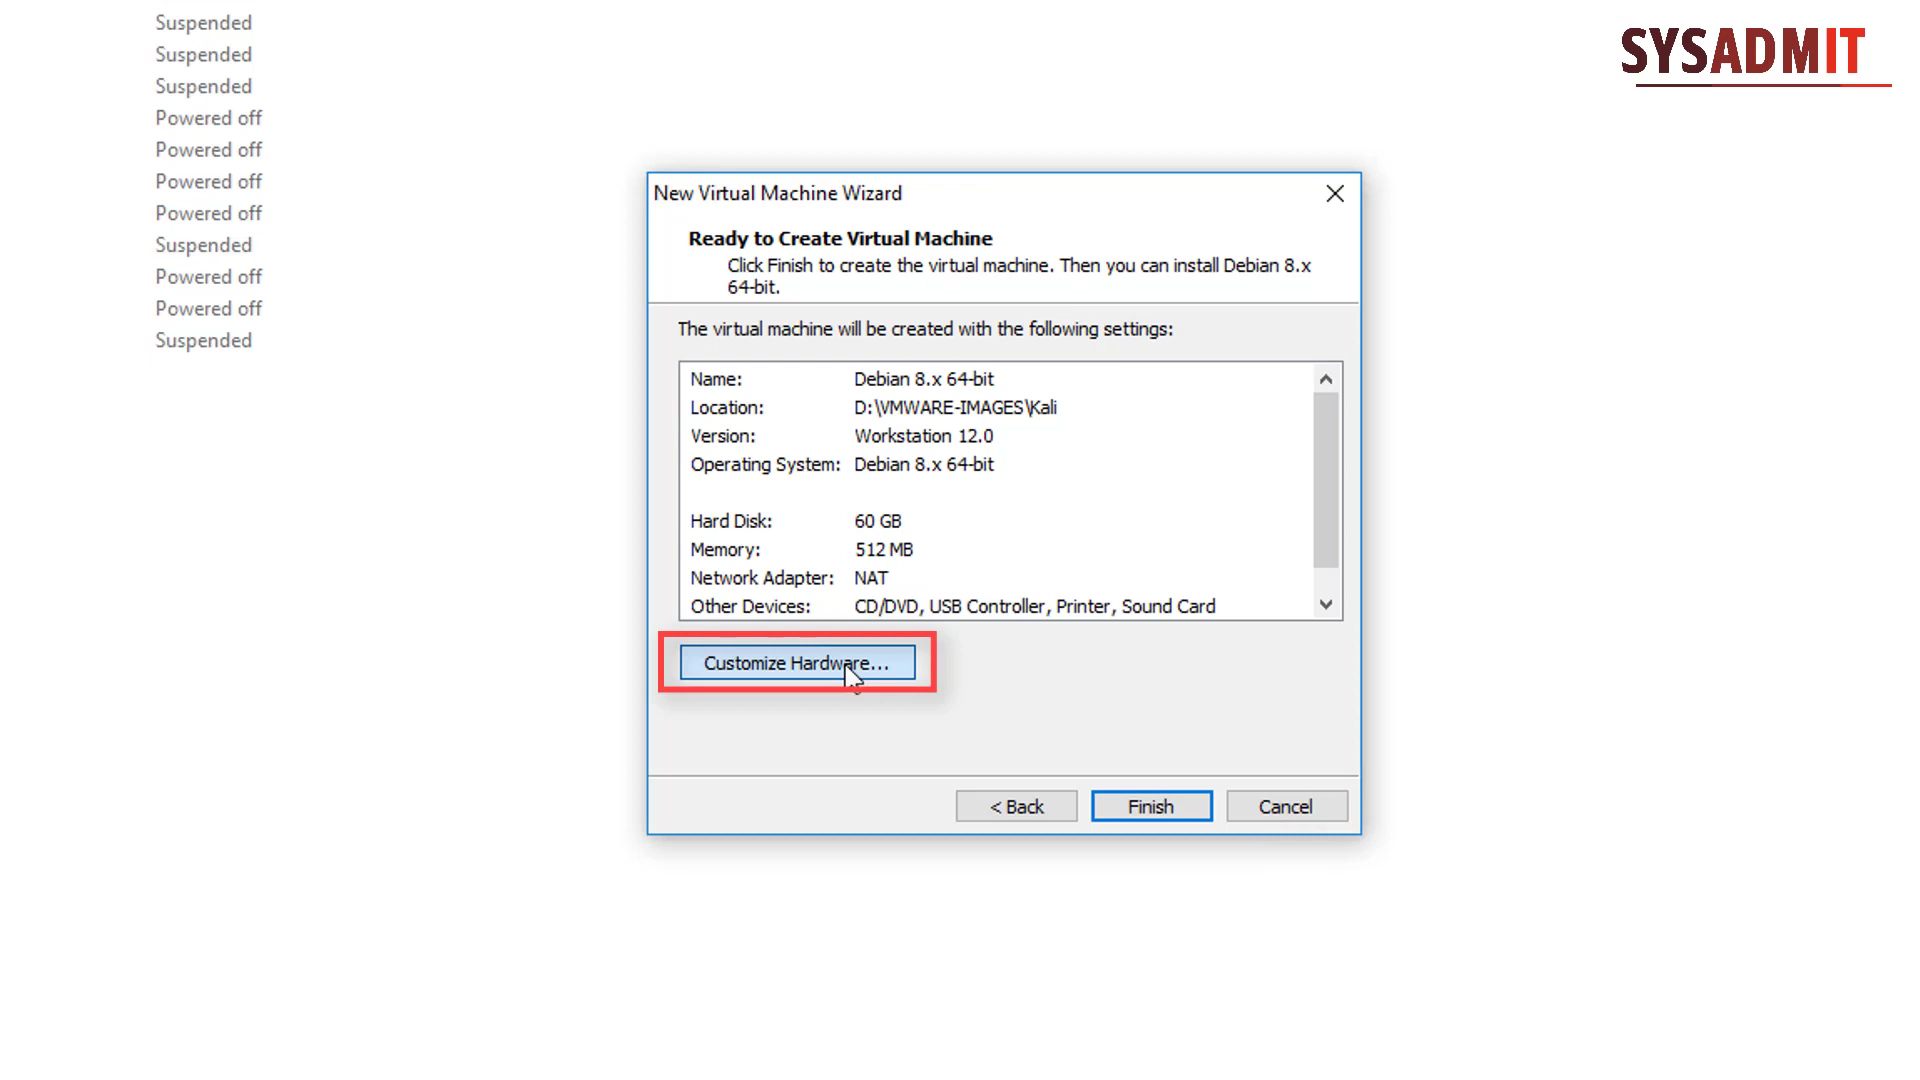 Suspended
Suspended
Suspended
Powered off
Powered off
Powered off
Powered off
Suspended
Powered off
Powered off
Suspended
SYSADMIT
New Virtual Machine Wizard
Ready to Create Virtual Machine
Click Finish to create the virtual machine. Then you can install Debian 8.x
64-bit.
The virtual machine will be created with the following settings:
Name: Debian 8.x 64-bit
Location: D:\VMWARE-IMAGES\Kali
Version: Workstation 12.0
Operating System: Debian 8.x 64-bit
Hard Disk: 60 GB
Memory: 512 MB
Network Adapter: NAT
Other Devices: CD/DVD, USB Controller, Printer, Sound Card
Customize Hardware...
< Back
Finish
Cancel